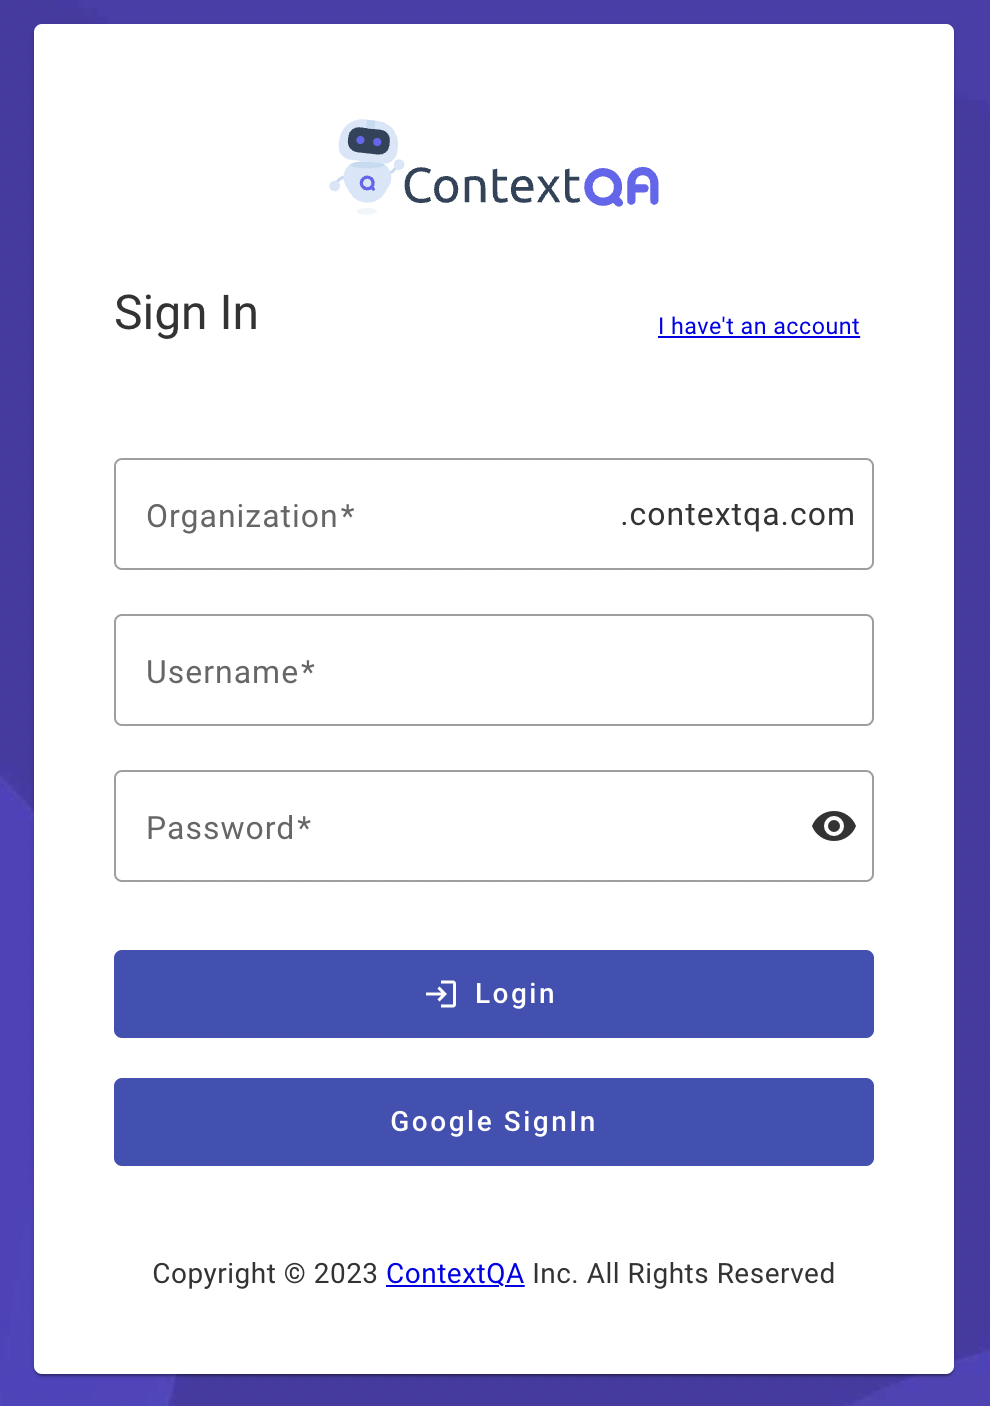 ContextQA
Sign In
I have't an account
Organization*
.contextqa.com
Username*
Password*
Login
Google SignIn
Copyright © 2023 ContextQA Inc. All Rights Reserved